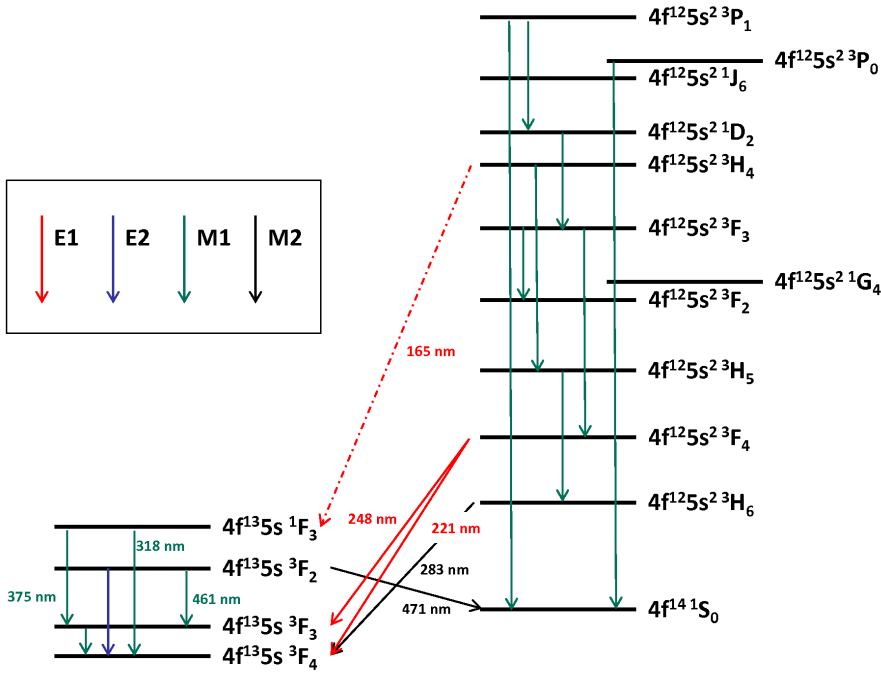 4f¹²5s² ³P₁
4f¹²5s² ³P₀
4f¹²5s² ¹J₆
4f¹²5s² ¹D₂
4f¹²5s² ³H₄
4f¹²5s² ³F₃
E1 E2 M1 M2
4f¹²5s² ¹G₄
4f¹²5s² ³F₂
165 nm
4f¹²5s² ³H₅
4f¹²5s² ³F₄
4f¹²5s² ³H₆
248 nm
221 nm
4f¹³5s ¹F₃
318 nm
4f¹³5s ³F₂
283 nm
375 nm
461 nm
471 nm
4f¹⁴ ¹S₀
4f¹³5s ³F₃
4f¹³5s ³F₄